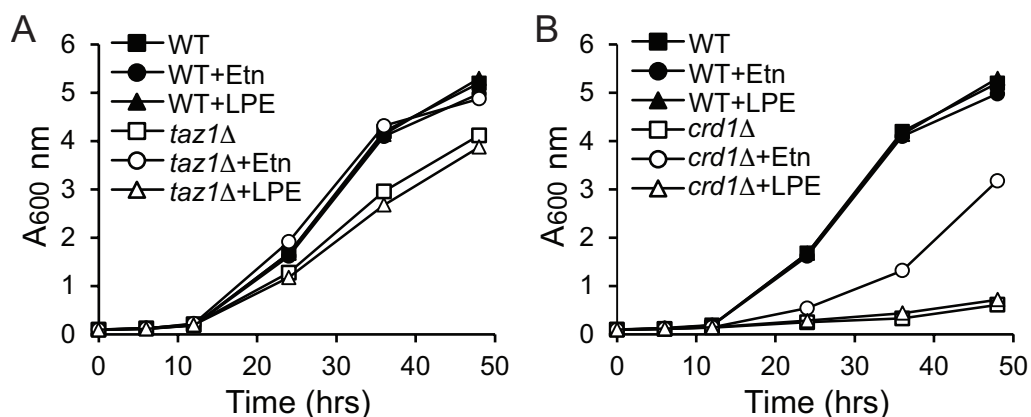 A
A600 nm
6
5
4
3
2
1
0
WT
WT+Etn
WT+LPE
taz1Δ
taz1Δ+Etn
taz1Δ+LPE
0 10 20 30 40 50
Time (hrs)
B
A600 nm
6
5
4
3
2
1
0
WT
WT+Etn
WT+LPE
crd1Δ
crd1Δ+Etn
crd1Δ+LPE
0 10 20 30 40 50
Time (hrs)